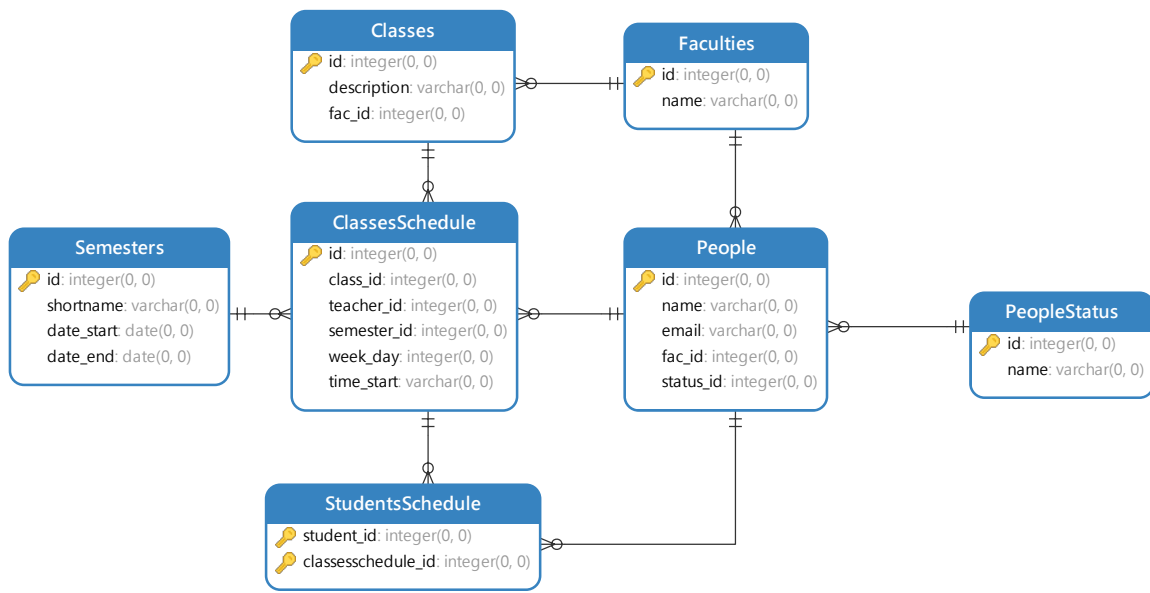 Classes
id: integer(0, 0)
description: varchar(0, 0)
fac_id: integer(0, 0)
Faculties
id: integer(0, 0)
name: varchar(0, 0)
Semesters
id: integer(0, 0)
shortname: varchar(0, 0)
date_start: date(0, 0)
date_end: date(0, 0)
ClassesSchedule
id: integer(0, 0)
class_id: integer(0, 0)
teacher_id: integer(0, 0)
semester_id: integer(0, 0)
week_day: integer(0, 0)
time_start: varchar(0, 0)
People
id: integer(0, 0)
name: varchar(0, 0)
email: varchar(0, 0)
fac_id: integer(0, 0)
status_id: integer(0, 0)
PeopleStatus
id: integer(0, 0)
name: varchar(0, 0)
StudentsSchedule
student_id: integer(0, 0)
classesschedule_id: integer(0, 0)